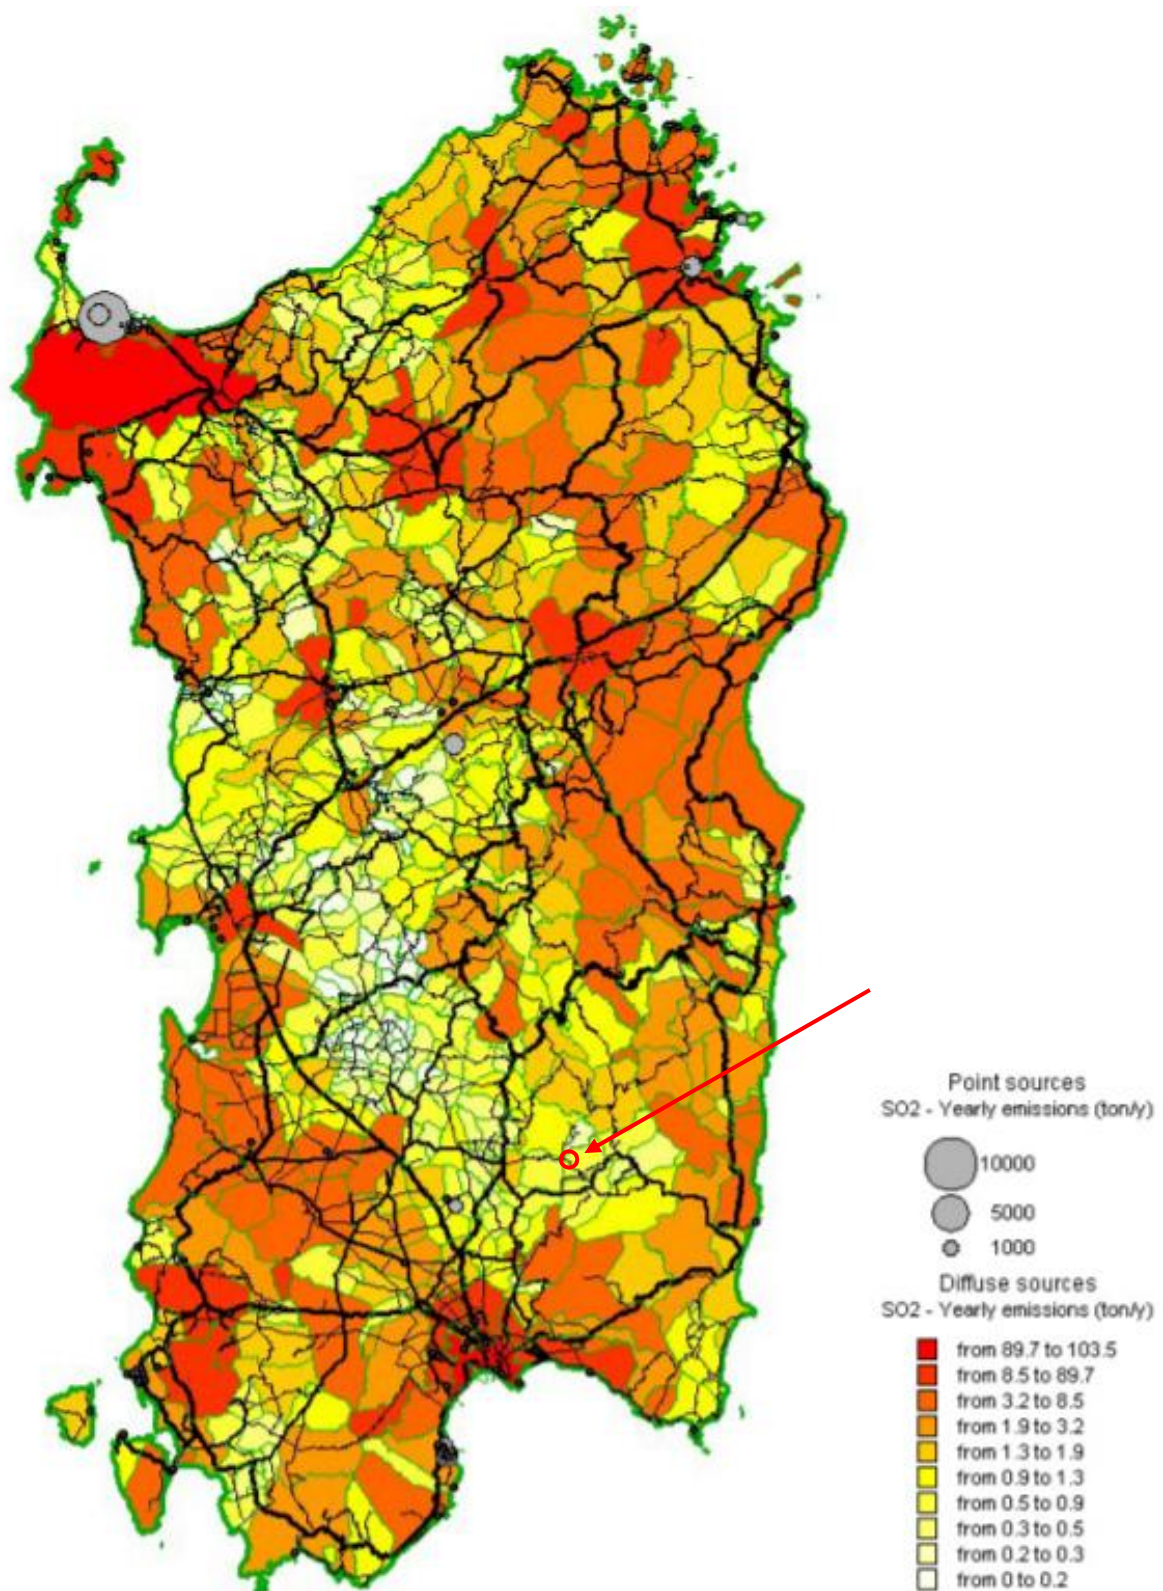 Point sources
SO2 - Yearly emissions (ton/y)
10000
5000
1000
Diffuse sources
SO2 - Yearly emissions (ton/y)
from 89.7 to 103.5
from 8.5 to 89.7
from 3.2 to 8.5
from 1.9 to 3.2
from 1.3 to 1.9
from 0.9 to 1.3
from 0.5 to 0.9
from 0.3 to 0.5
from 0.2 to 0.3
from 0 to 0.2